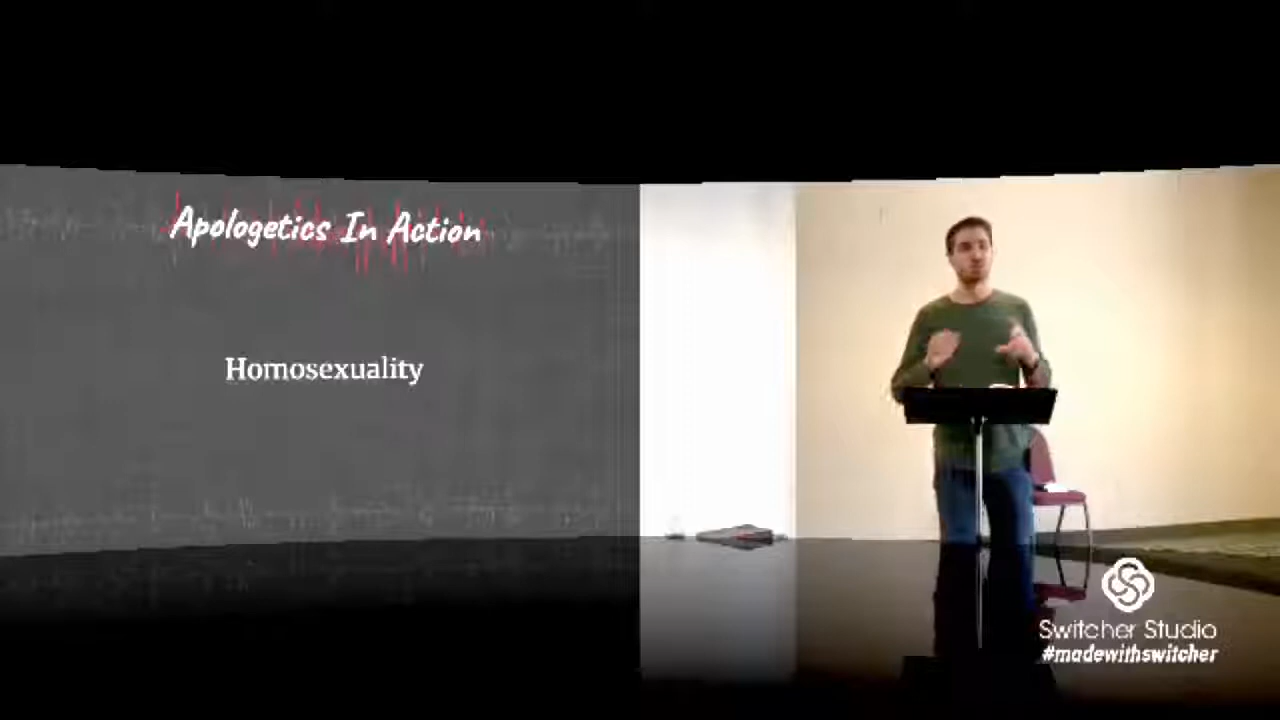 Apologetics In Action
Homosexuality
Switcher Studio
#madewithswitcher